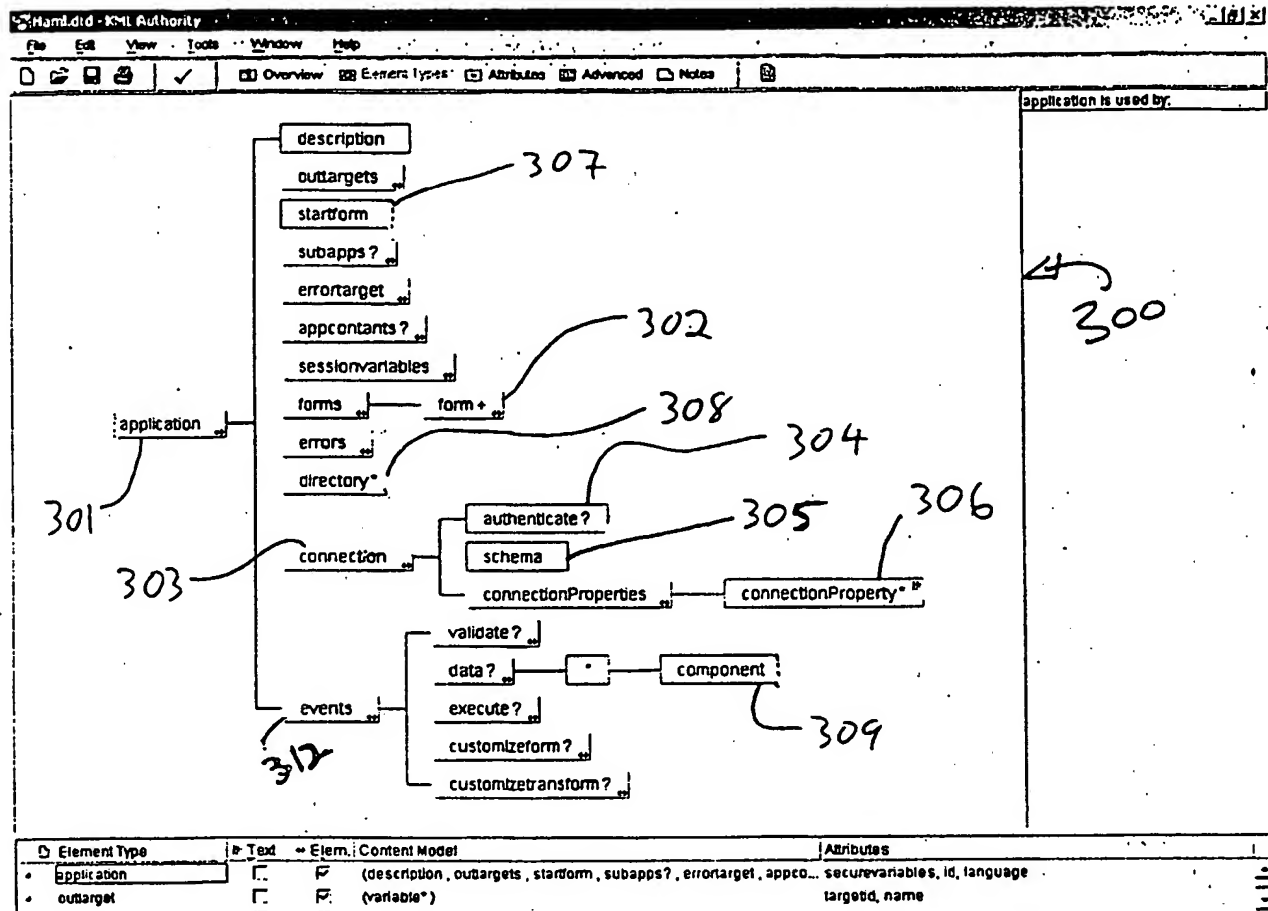 Haml.dtd - XML Authority
File Edit View Tools Window Help
Overview Element Types Attributes Advanced Notes
application is used by:
description
307
outtargets
startform
subapps?
300
errortarget
appcontants?
302
sessionvariables
forms form +
308
application
errors
304
directory*
301
authenticate?
305
306
connection
schema
303
connectionProperties connectionProperty*
validate?
data? * component
events
execute?
309
312
customizeform?
customizetransform?
Element Type Text Elem. Content Model Attributes
application (description , outtargets , startform , subapps? , errortarget , appco... securevariables, id, language
outtarget (variable*) targetid, name